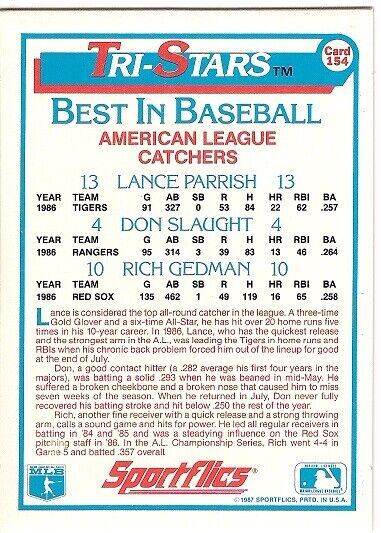 TRI-STARS™
Card
154
BEST IN BASEBALL
AMERICAN LEAGUE
CATCHERS
13 LANCE PARRISH 13
YEAR TEAM G AB SB R H HR RBI BA
1986 TIGERS 91 327 0 53 84 22 62 .257
4 DON SLAUGHT 4
YEAR TEAM G AB SB R H HR RBI BA
1986 RANGERS 95 314 3 39 83 13 46 .264
10 RICH GEDMAN 10
YEAR TEAM G AB SB R H HR RBI BA
1986 RED SOX 135 462 1 49 119 16 65 .258
Lance is considered the top all-round catcher in the league. A three-time
Gold Glover and a six-time All-Star, he has hit over 20 home runs five
times in his 10-year career. In 1986, Lance, who has the quickest release
and the strongest arm in the A.L., was leading the Tigers in home runs and
RBIs when his chronic back problem forced him out of the lineup for good
at the end of July.
Don, a good contact hitter (a .282 average his first four years in the
majors), was batting a solid .293 when he was beaned in mid-May. He
suffered a broken cheekbone and a broken nose that caused him to miss
seven weeks of the season. When he returned in July, Don never fully
recovered his batting stroke and hit below .250 the rest of the year.
Rich, another fine receiver with a quick release and a strong throwing
arm, calls a sound game and hits for power. He led all regular receivers in
batting in '84 and '85 and was a steadying influence on the Red Sox
pitching staff in '86. In the A.L. Championship Series, Rich went 4-4 in
Game 5 and batted .357 overall.
MLB
Sportflics®
OFFICIAL LICENSEE
MAJOR LEAGUE BASEBALL
© 1987 SPORTFLICS, PRTD. IN U.S.A.